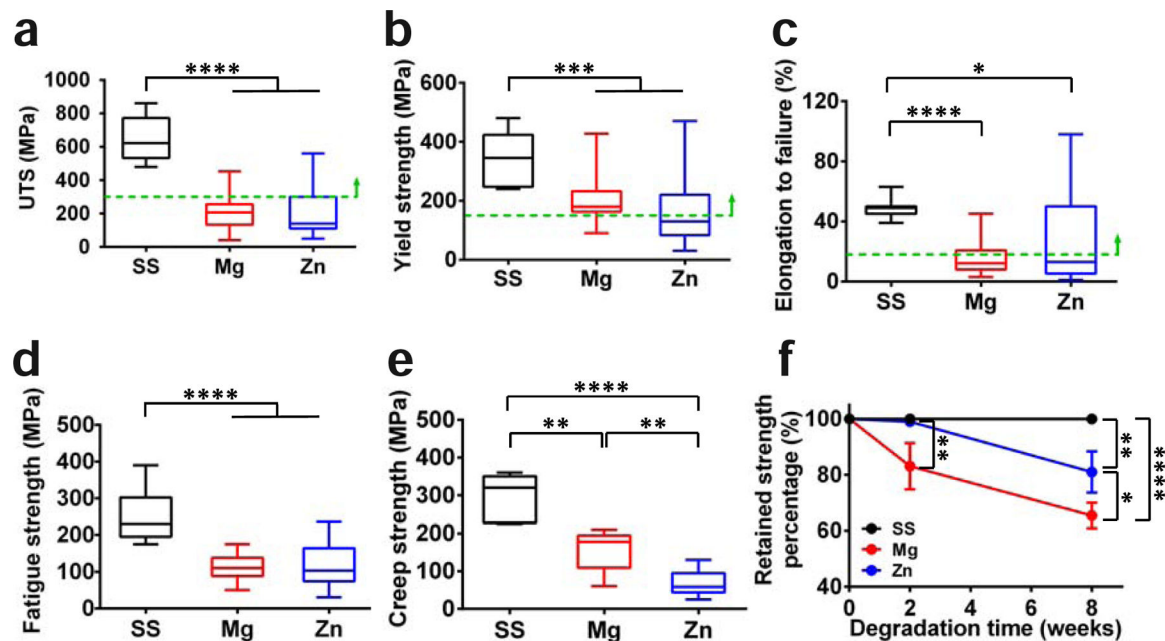 a
UTS (MPa)
1000
800
600
400
200
0
****
SS Mg Zn
b
Yield strength (MPa)
600
400
200
0
***
SS Mg Zn
c
Elongation to failure (%)
120
80
40
0
*
****
SS Mg Zn
d
Fatigue strength (MPa)
500
400
300
200
100
0
****
SS Mg Zn
e
Creep strength (MPa)
500
400
300
200
100
0
****
** **
SS Mg Zn
f
Retained strength
percentage (%)
100
80
60
40
**
**
*
****
SS
Mg
Zn
0 2 4 6 8
Degradation time (weeks)